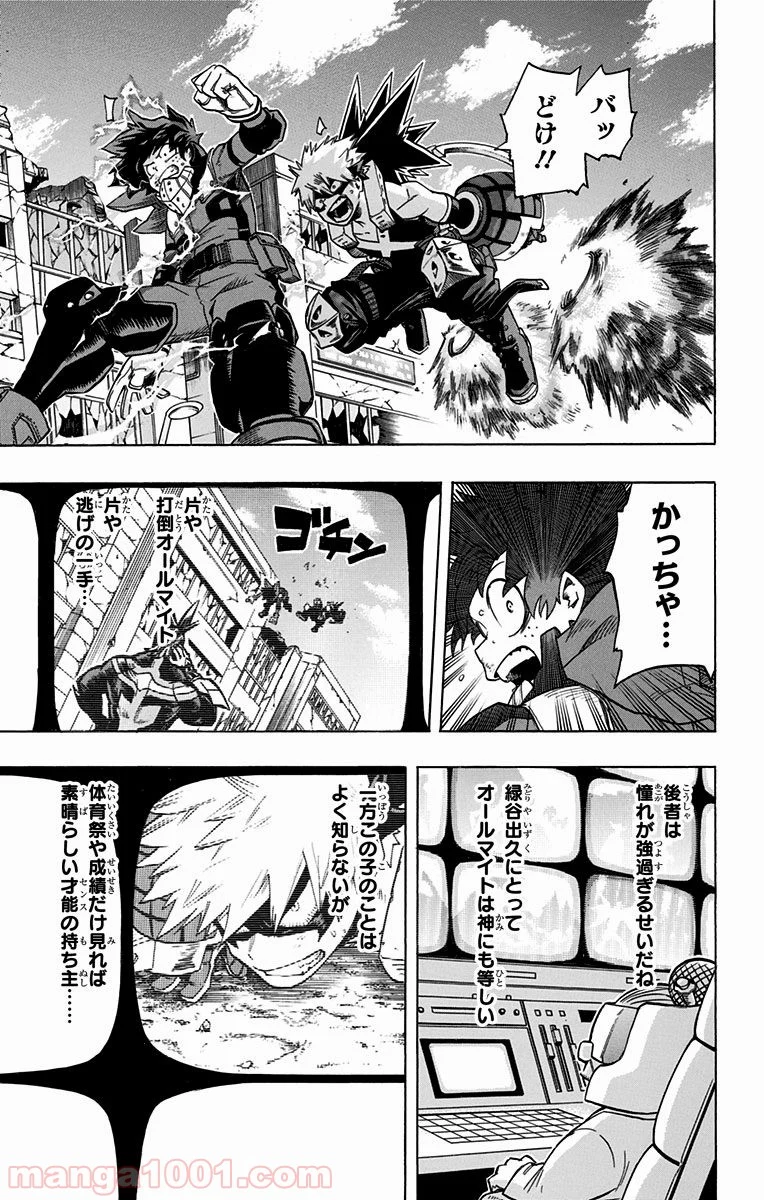 バッ
どけ!!
かっちゃ…
ゴチン
片や
打倒オールマイト
片や
逃げの一手…
後者は
憧れが強過ぎるせいだね
緑谷出久にとって
オールマイトは神にも等しい
一方この子のことは
よく知らないが
体育祭や成績だけ見れば
素晴らしい才能の持ち主……
manga1001.com